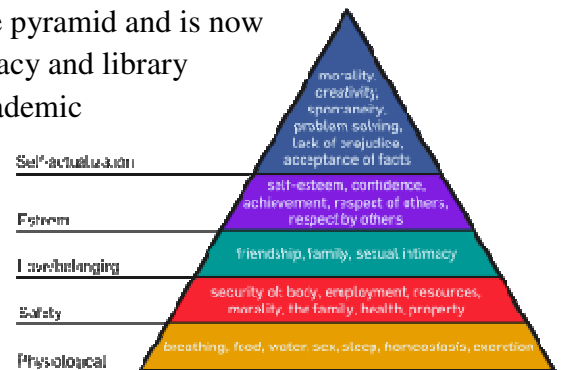 e pyramid and is now
acy and library
ademic
morality,
creativity,
spontaneity,
problem solving,
lack of prejudice,
acceptance of facts
Self-actualization
self-esteem, confidence,
achievement, respect of others,
respect by others
Esteem
friendship, family, sexual intimacy
Love/belonging
security of: body, employment, resources,
morality, the family, health, property
Safety
breathing, food, water, sex, sleep, homeostasis, excretion
Physiological